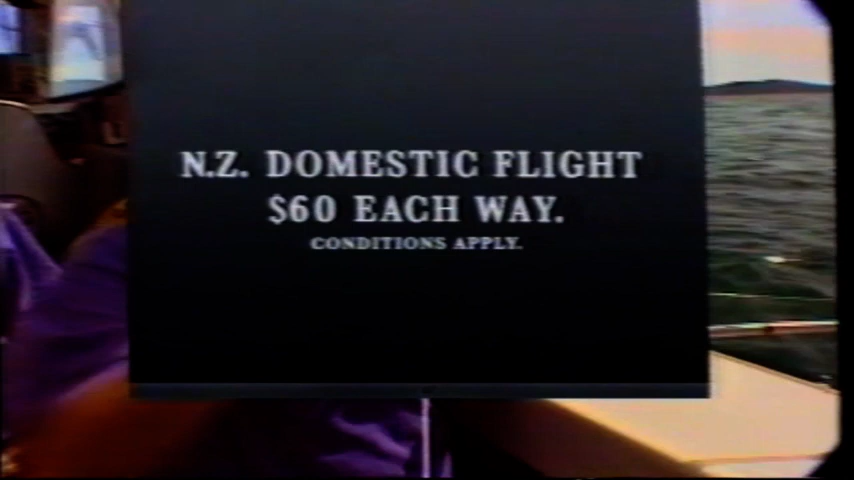 N.Z. DOMESTIC FLIGHT
$60 EACH WAY.
CONDITIONS APPLY.